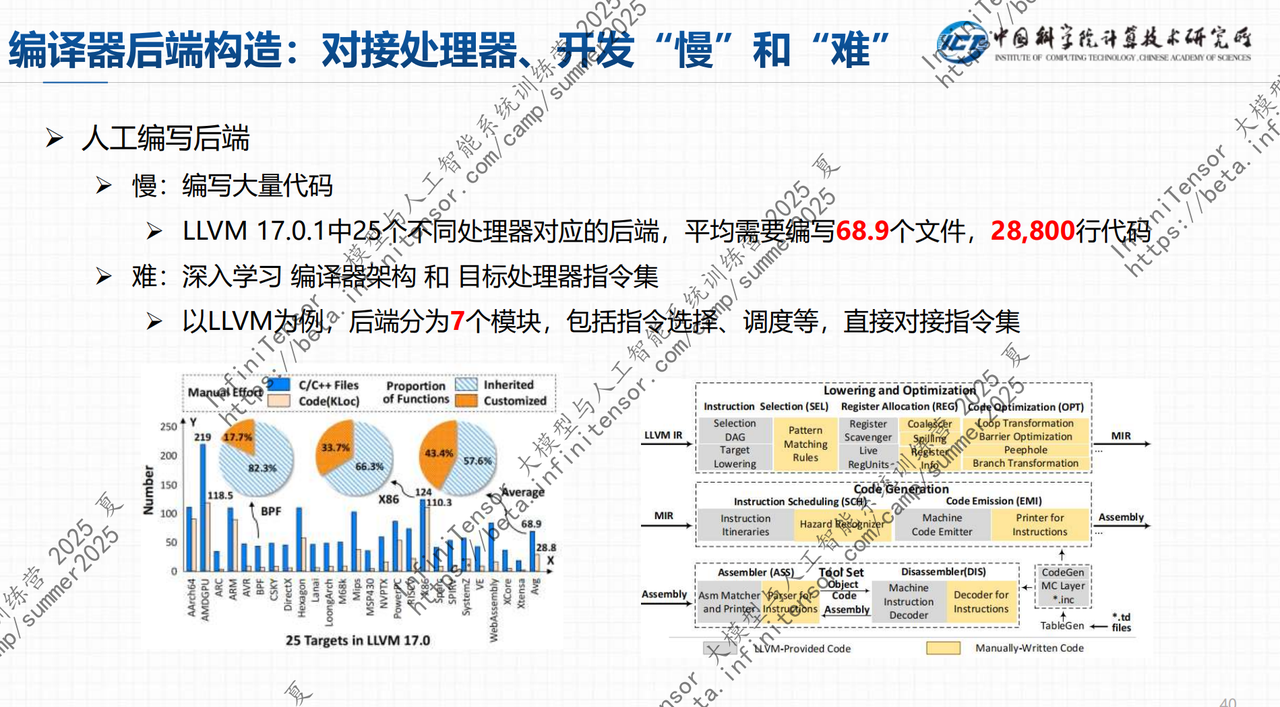 编译器后端构造：对接处理器、开发“慢”和“难”
中国科学院计算技术研究所
INSTITUTE OF COMPUTING TECHNOLOGY, CHINESE ACADEMY OF SCIENCES
ICT
人工编写后端
慢：编写大量代码
LLVM 17.0.1中25个不同处理器对应的后端，平均需要编写68.9个文件，28,800行代码
难：深入学习 编译器架构 和 目标处理器指令集
以LLVM为例，后端分为7个模块，包括指令选择、调度等，直接对接指令集
Manual Effort
C/C++ Files
Code(KLoc)
Proportion of Functions
Inherited
Customized
Y
Number
250
200
150
100
50
0
219
118.5
17.7%
82.3%
BPF
33.7%
66.3%
X86
124
110.3
43.4%
57.6%
Average
68.9
28.8
X
AArch64
AMDGPU
ARC
ARM
AVR
BPF
CSKY
DirectX
Hexagon
Lanai
LoongArch
M68k
Mips
MSP430
NVPTX
PowerPC
RISCV
X86
SystemZ
VE
WebAssembly
XCore
Xtensa
Avg
25 Targets in LLVM 17.0
Lowering and Optimization
Instruction Selection (SEL)
Register Allocation (REG)
Code Optimization (OPT)
LLVM IR
Selection DAG
Target Lowering
Pattern Matching Rules
Register Scavenger
Live RegUnits
Coalescer
Spilling
Register Info
Loop Transformation
Barrier Optimization
Peephole
Branch Transformation
MIR
...
Code Generation
Instruction Scheduling (SCH)
Code Emission (EMI)
MIR
Instruction Itineraries
Hazard Recognizer
Machine Code Emitter
Printer for Instructions
Assembly
...
Assembler (ASS)
Tool Set
Disassembler(DIS)
Assembly
Asm Matcher and Printer
Parser for Instructions
Object Code
Assembly
Machine Instruction Decoder
Decoder for Instructions
CodeGen
MC Layer
*.inc
TableGen
*.td files
LLVM-Provided Code
Manually-Written Code
InfiniTensor 大模型与人工智能系统训练营 2025 夏
https://beta.infinitensor.com/camp/summer2025
40